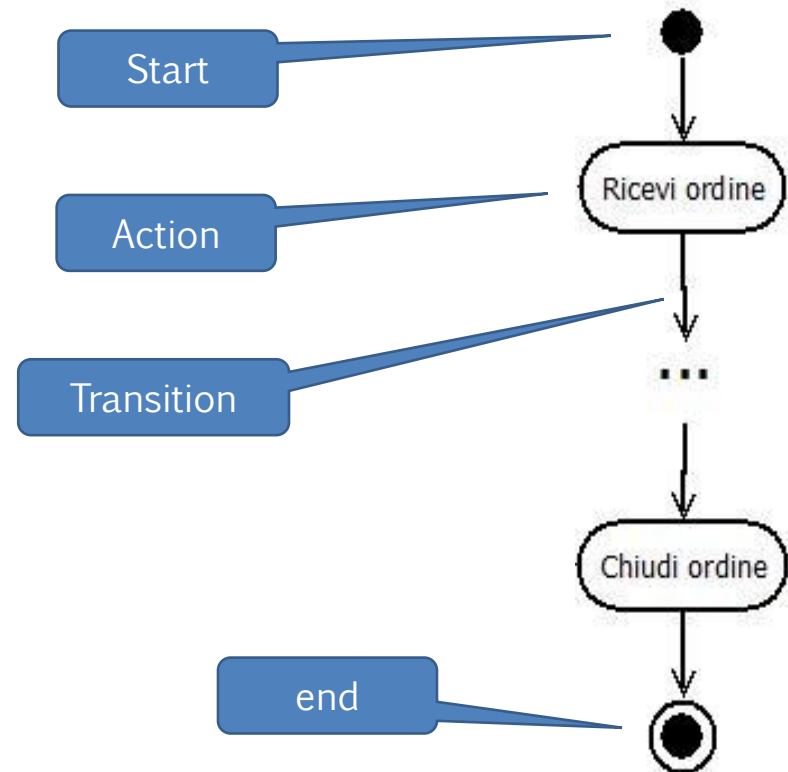 Start
Ricevi ordine
Action
Transition
...
Chiudi ordine
end